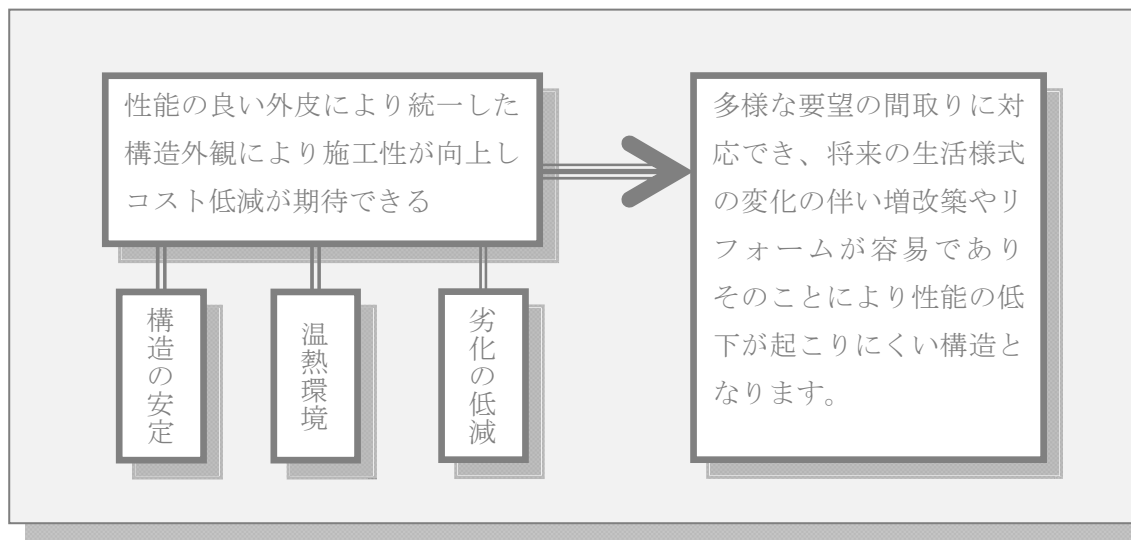 性能の良い外皮により統一した
構造外観により施工性が向上し
コスト低減が期待できる
多様な要望の間取りに対
応でき、将来の生活様式
の変化の伴い増改築やリ
フォームが容易であり
そのことにより性能の低
下が起こりにくい構造と
なります。
構造の安定
温熱環境
劣化の低減